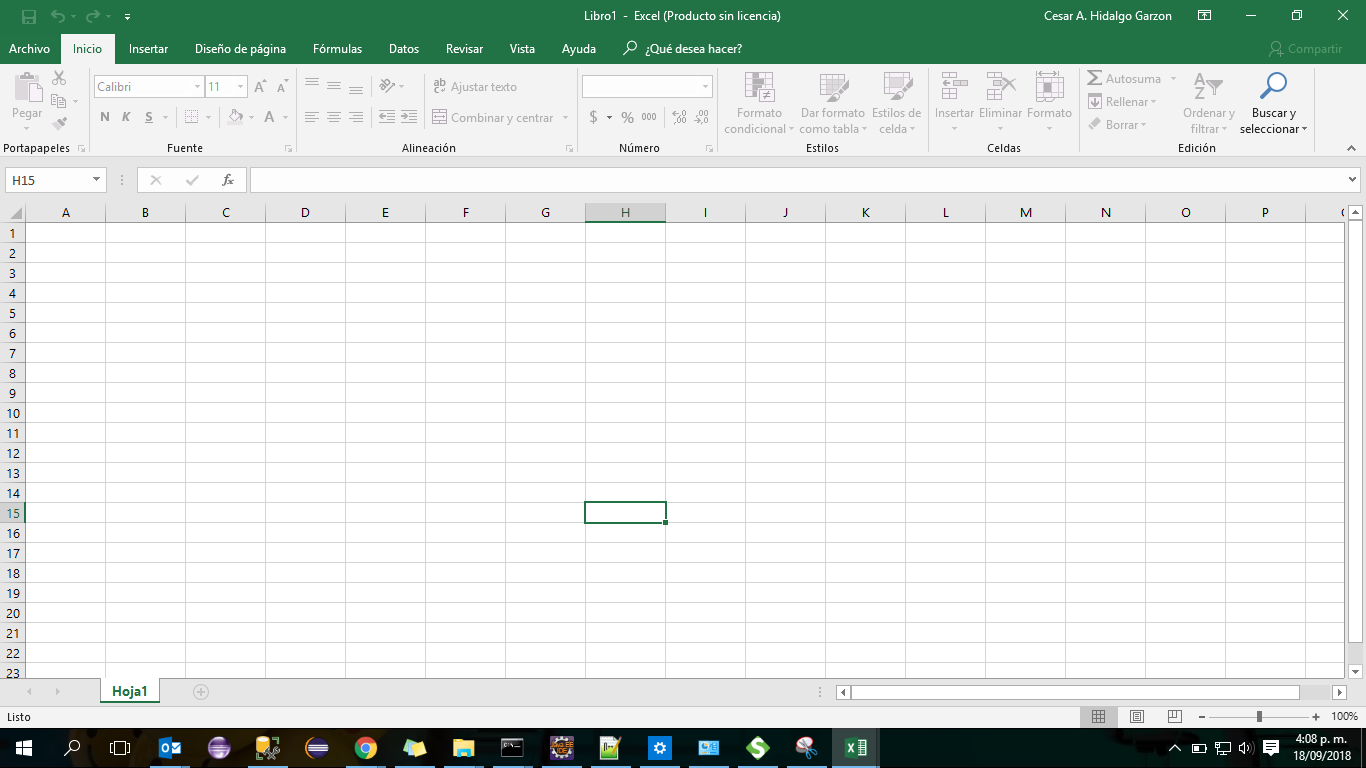 Libro1 - Excel (Producto sin licencia)
Cesar A. Hidalgo Garzon
Archivo Inicio Insertar Diseño de página Fórmulas Datos Revisar Vista Ayuda ¿Qué desea hacer? Compartir
Pegar
Portapapeles
Calibri 11 A A
N K S A
Fuente
ab Ajustar texto
Combinar y centrar
Alineación
$ % 000 ,00 ,00
Número
Formato condicional
Dar formato como tabla
Estilos de celda
Estilos
Insertar Eliminar Formato
Celdas
Autosuma
Rellenar
Borrar
Ordenar y filtrar
Buscar y seleccionar
Edición
H15 fx
A B C D E F G H I J K L M N O P
1
2
3
4
5
6
7
8
9
10
11
12
13
14
15
16
17
18
19
20
21
22
23
Hoja1
Listo 100%
4:08 p. m.
18/09/2018